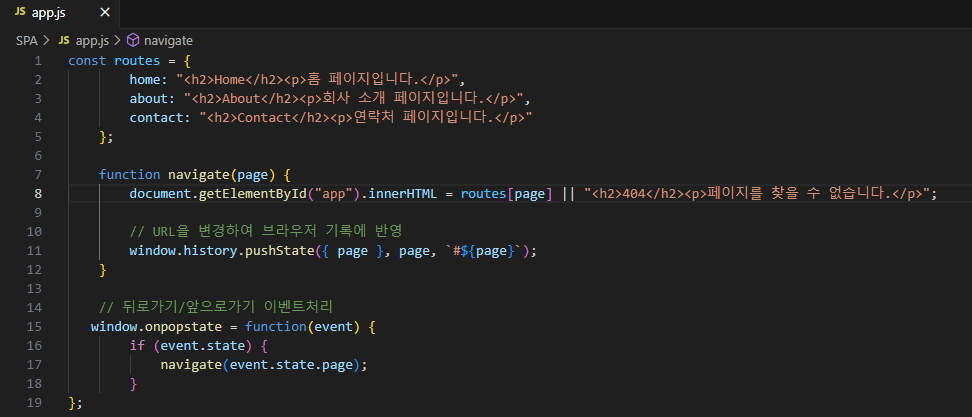 JS app.js ×
SPA > JS app.js > navigate
1 const routes = {
2 home: "<h2>Home</h2><p>홈 페이지입니다.</p>",
3 about: "<h2>About</h2><p>회사 소개 페이지입니다.</p>",
4 contact: "<h2>Contact</h2><p>연락처 페이지입니다.</p>"
5 };
6
7 function navigate(page) {
8 document.getElementById("app").innerHTML = routes[page] || "<h2>404</h2><p>페이지를 찾을 수 없습니다.</p>";
9
10 // URL을 변경하여 브라우저 기록에 반영
11 window.history.pushState({ page }, page, `#${page}`);
12 }
13
14 // 뒤로가기/앞으로가기 이벤트처리
15 window.onpopstate = function(event) {
16 if (event.state) {
17 navigate(event.state.page);
18 }
19 };